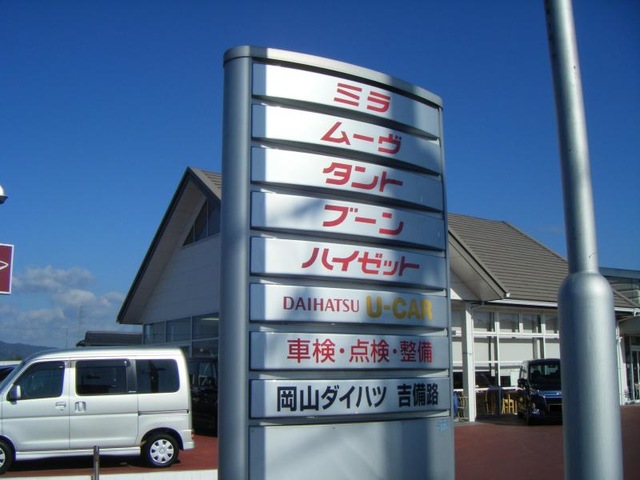 ミラ
ムーヴ
タント
ブーン
ハイゼット
DAIHATSU U-CAR
車検・点検・整備
岡山ダイハツ 吉備路